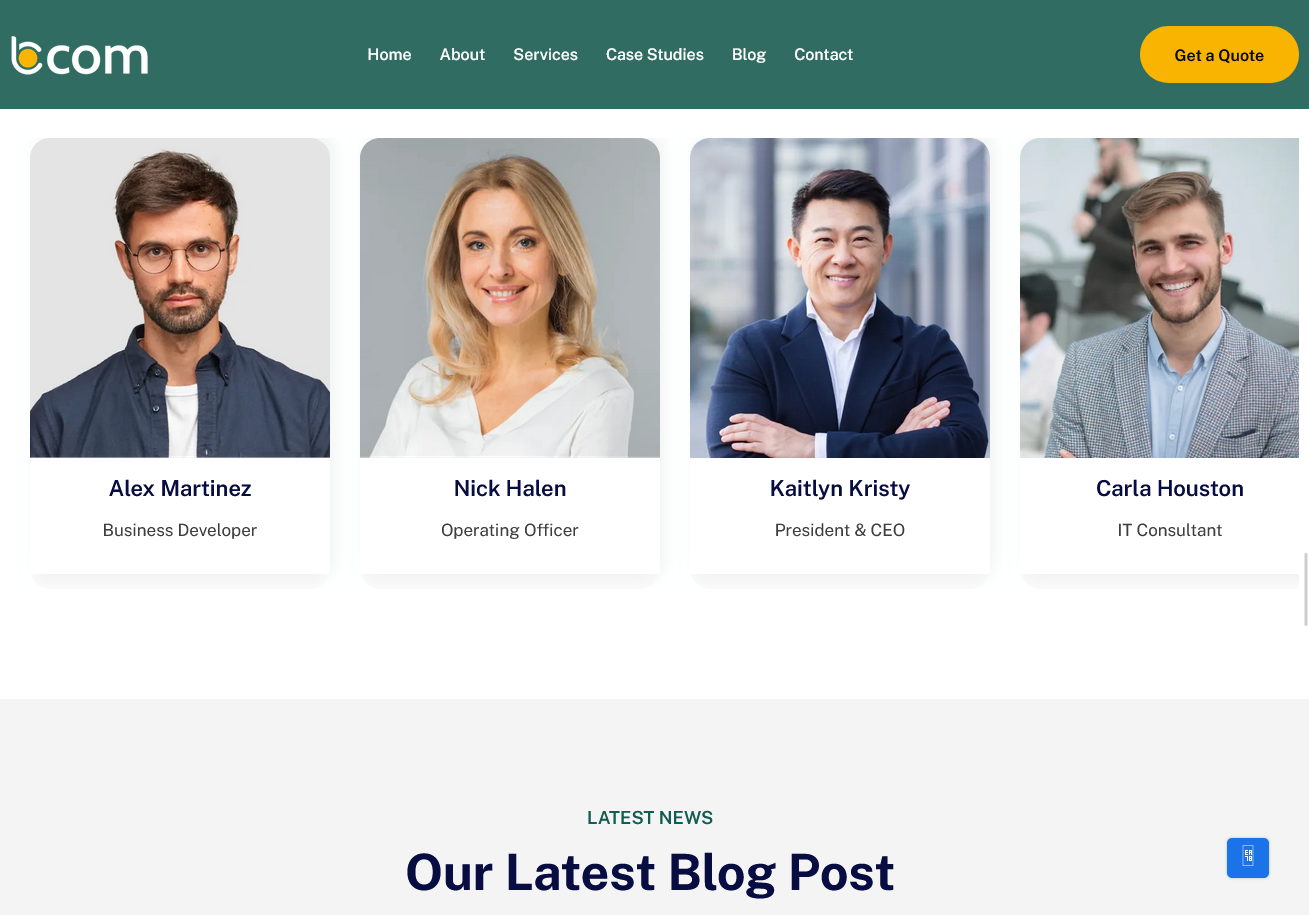 bcom
Home About Services Case Studies Blog Contact
Get a Quote
Alex Martinez Nick Halen Kaitlyn Kristy Carla Houston
Business Developer Operating Officer President & CEO IT Consultant
LATEST NEWS
Our Latest Blog Post